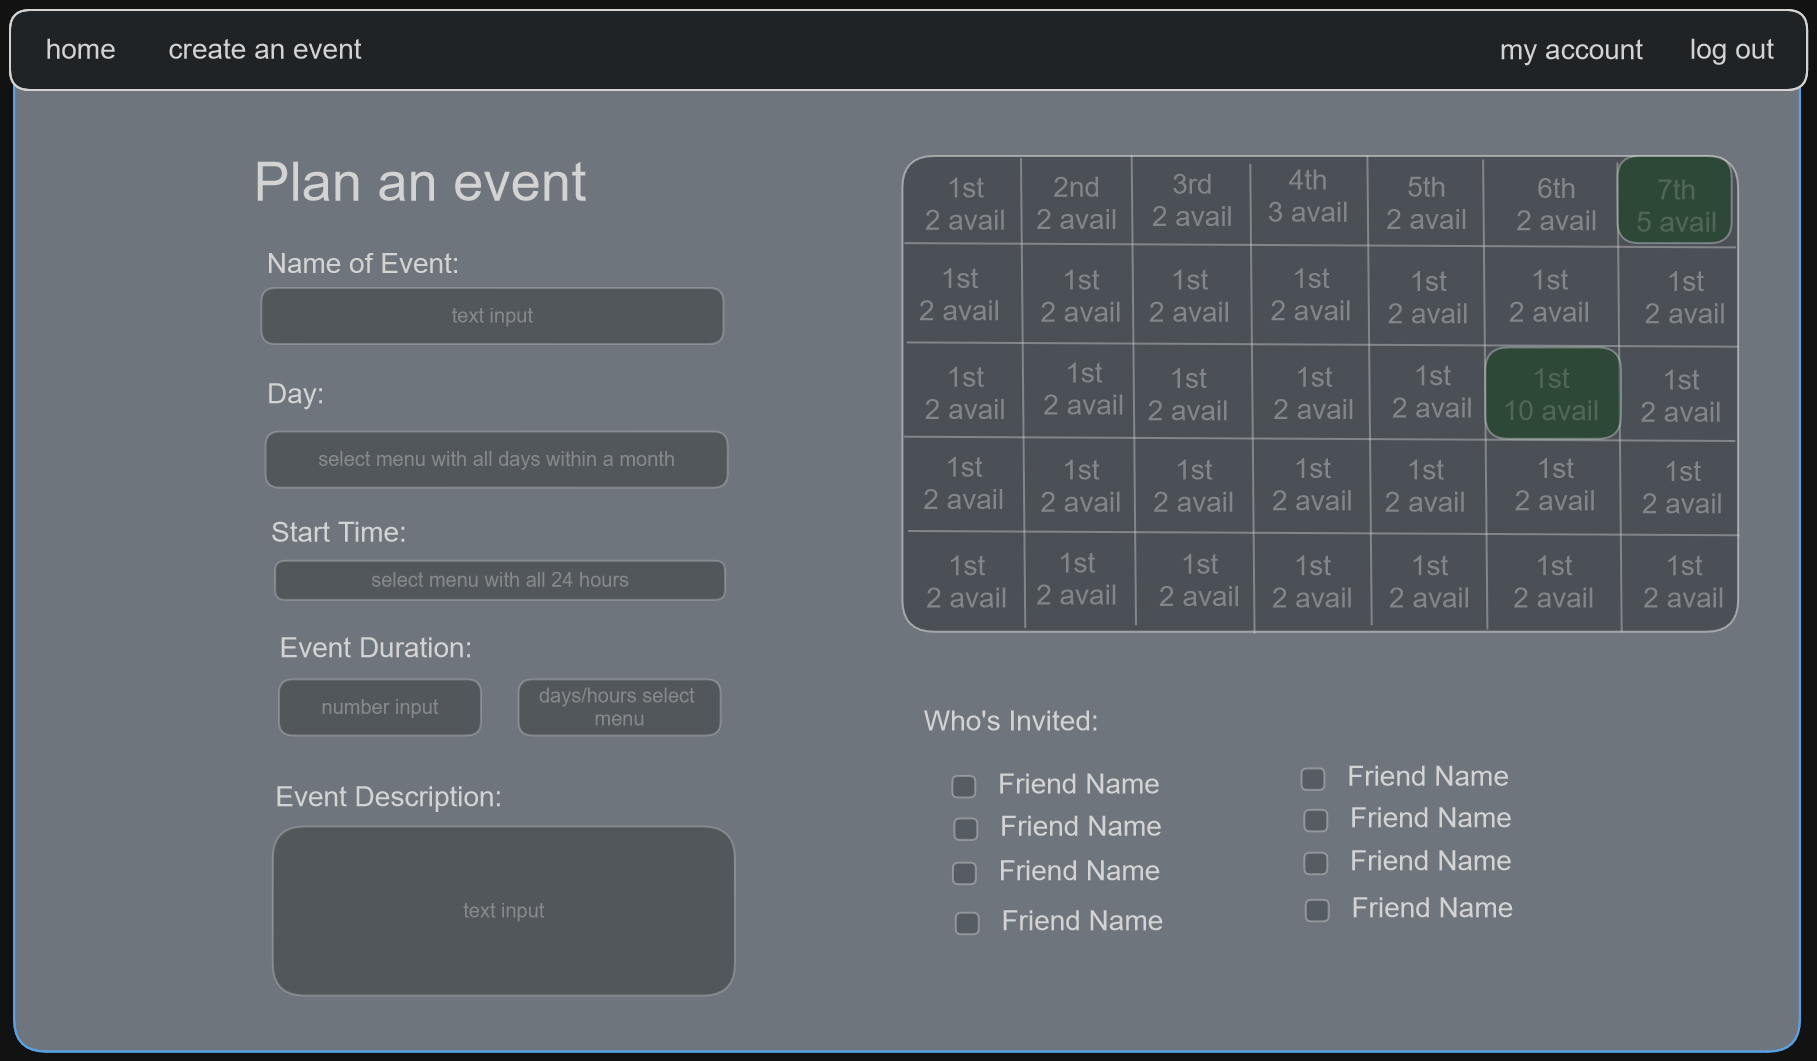 home create an event my account log out
Plan an event
Name of Event:
text input
Day:
select menu with all days within a month
Start Time:
select menu with all 24 hours
Event Duration:
number input
days/hours select
menu
Event Description:
text input
1st 2nd 3rd 4th 5th 6th 7th
2 avail 2 avail 2 avail 3 avail 2 avail 2 avail 5 avail
1st 1st 1st 1st 1st 1st 1st
2 avail 2 avail 2 avail 2 avail 2 avail 2 avail 2 avail
1st 1st 1st 1st 1st 1st 1st
2 avail 2 avail 2 avail 2 avail 2 avail 10 avail 2 avail
1st 1st 1st 1st 1st 1st 1st
2 avail 2 avail 2 avail 2 avail 2 avail 2 avail 2 avail
1st 1st 1st 1st 1st 1st 1st
2 avail 2 avail 2 avail 2 avail 2 avail 2 avail 2 avail
Who's Invited:
Friend Name Friend Name
Friend Name Friend Name
Friend Name Friend Name
Friend Name Friend Name